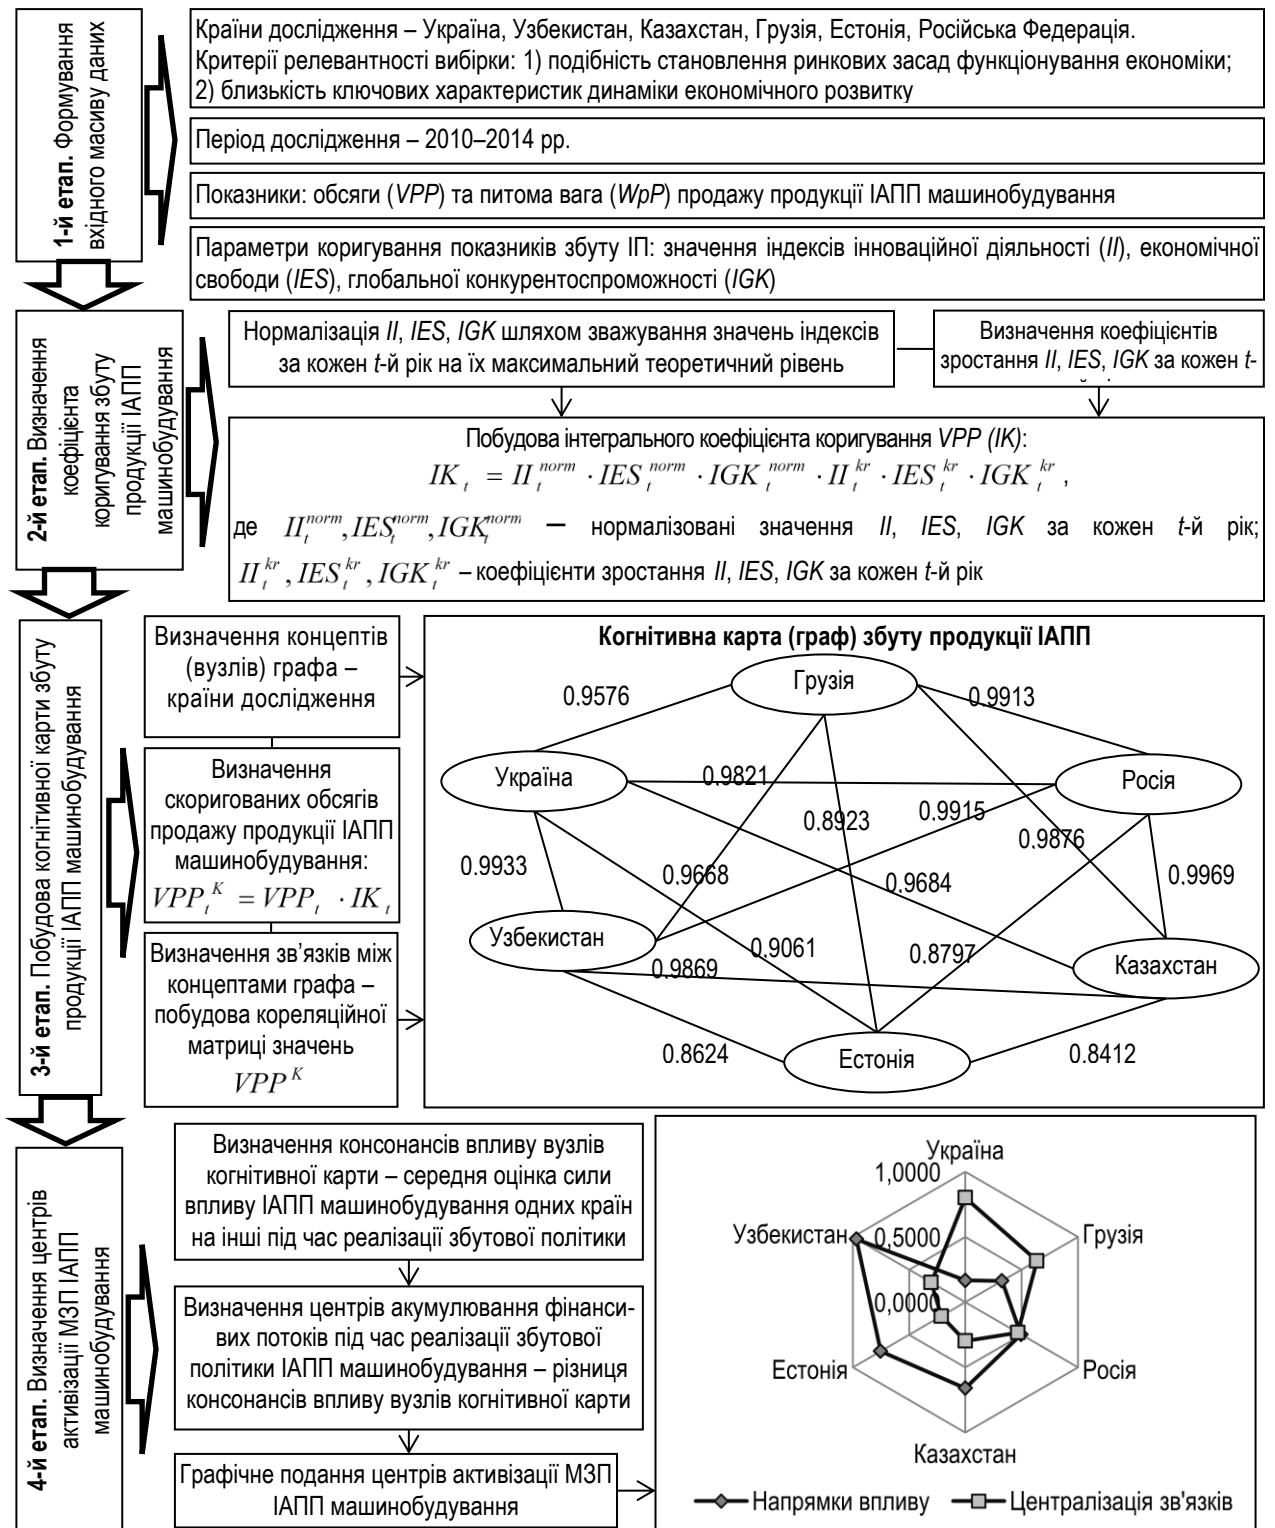 1-й етап. Формування
вхідного масиву даних
Країни дослідження – Україна, Узбекистан, Казахстан, Грузія, Естонія, Російська Федерація.
Критерії релевантності вибірки: 1) подібність становлення ринкових засад функціонування економіки;
2) близькість ключових характеристик динаміки економічного розвитку
Період дослідження – 2010–2014 рр.
Показники: обсяги (VPP) та питома вага (WpP) продажу продукції ІАПП машинобудування
Параметри коригування показників збуту ІП: значення індексів інноваційної діяльності (II), економічної
свободи (IES), глобальної конкурентоспроможності (IGK)
2-й етап. Визначення
коефіцієнта
коригування збуту
продукції ІАПП
машинобудування
Нормалізація II, IES, IGK шляхом зважування значень індексів
за кожен t-й рік на їх максимальний теоретичний рівень
Визначення коефіцієнтів
зростання II, IES, IGK за кожен t-
Побудова інтегрального коефіцієнта коригування VPP (IK):
IK_t = II_t^norm · IES_t^norm · IGK_t^norm · II_t^kr · IES_t^kr · IGK_t^kr ,
де II_t^norm, IES_t^norm, IGK_t^norm – нормалізовані значення II, IES, IGK за кожен t-й рік;
II_t^kr, IES_t^kr, IGK_t^kr – коефіцієнти зростання II, IES, IGK за кожен t-й рік
3-й етап. Побудова когнітивної карти збуту
продукції ІАПП машинобудування
Визначення концептів
(вузлів) графа –
країни дослідження
Визначення
скоригованих обсягів
продажу продукції ІАПП
машинобудування:
VPP_t^K = VPP_t · IK_t
Визначення зв'язків між
концептами графа –
побудова кореляційної
матриці значень
VPP^K
Когнітивна карта (граф) збуту продукції ІАПП
Грузія
0.9576
0.9913
Україна
0.9821
Росія
0.8923
0.9915
0.9876
0.9933
0.9668
0.9684
0.9969
Узбекистан
0.9061
0.8797
0.9869
Казахстан
0.8624
Естонія
0.8412
4-й етап. Визначення центрів
активізації МЗП ІАПП
машинобудування
Визначення консонансів впливу вузлів
когнітивної карти – середня оцінка сили
впливу ІАПП машинобудування одних країн
на інші під час реалізації збутової політики
Визначення центрів акумулювання фінанси-
вих потоків під час реалізації збутової
політики ІАПП машинобудування – різниця
консонансів впливу вузлів когнітивної карти
Графічне подання центрів активізації МЗП
ІАПП машинобудування
Україна
1,0000
Узбекистан
0,5000
Грузія
0,0000
Естонія
Росія
Казахстан
Напрямки впливу
Централізація зв'язків